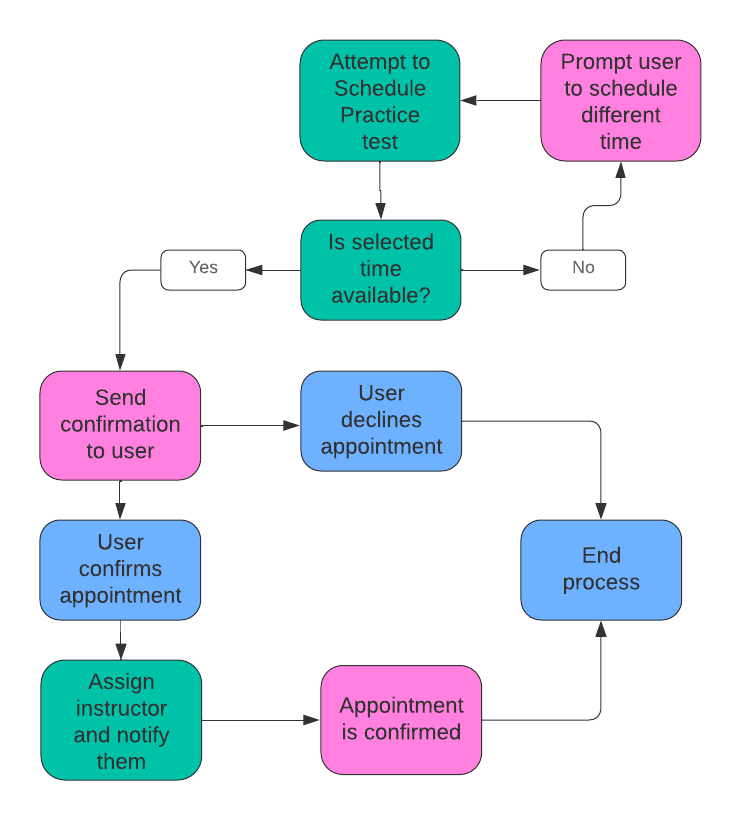 Attempt to
Schedule
Practice
test
Prompt user
to schedule
different
time
Is selected
time
available?
Yes
No
Send
confirmation
to user
User
declines
appointment
User
confirms
appointment
End
process
Assign
instructor
and notify
them
Appointment
is confirmed